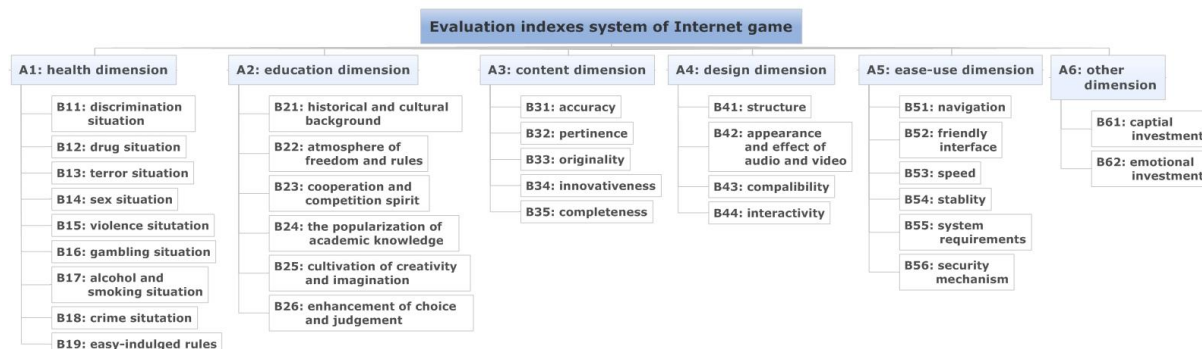 Evaluation indexes system of Internet game
A1: health dimension
B11: discrimination
situation
B12: drug situation
B13: terror situation
B14: sex situation
B15: violence situtation
B16: gambling situation
B17: alcohol and
smoking situation
B18: crime situtation
B19: easy-indulged rules
A2: education dimension
B21: historical and cultural
background
B22: atmosphere of
freedom and rules
B23: cooperation and
competition spirit
B24: the popularization of
academic knowledge
B25: cultivation of creativity
and imagination
B26: enhancement of choice
and judgement
A3: content dimension
B31: accuracy
B32: pertinence
B33: originality
B34: innovativeness
B35: completeness
A4: design dimension
B41: structure
B42: appearance
and effect of
audio and video
B43: compalibility
B44: interactivity
A5: ease-use dimension
B51: navigation
B52: friendly
interface
B53: speed
B54: stablity
B55: system
requirements
B56: security
mechanism
A6: other
dimension
B61: captial
investment
B62: emotional
investment